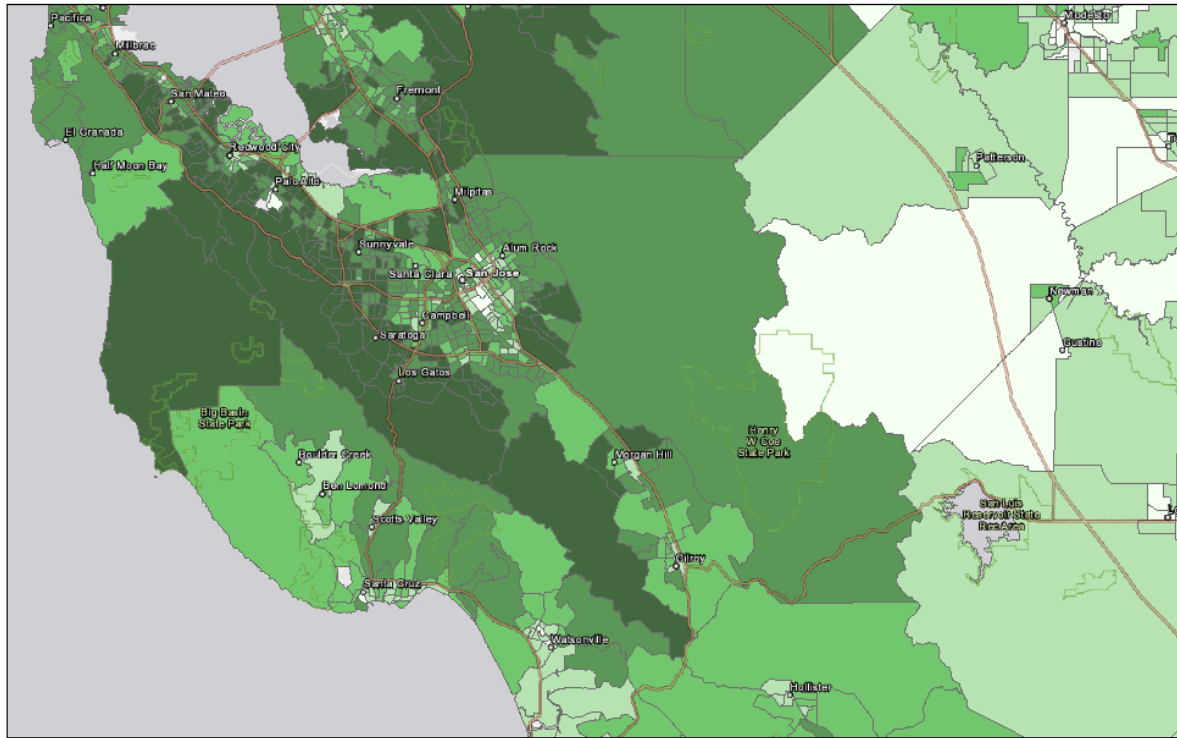 Pacifica
Modesto
Millbrae
San Mateo
Fremont
El Granada
Redwood City
Half Moon Bay
Patterson
Palo Alto
Milpitas
Sunnyvale
Alum Rock
Santa Clara
San Jose
Newman
Campbell
Saratoga
Gustine
Los Gatos
Big Basin
State Park
Henry
W Coe
State Park
Morgan Hill
Boulder Creek
Ben Lomond
San Luis
Reservoir State
Rec Area
Scotts Valley
Gilroy
Santa Cruz
Watsonville
Hollister